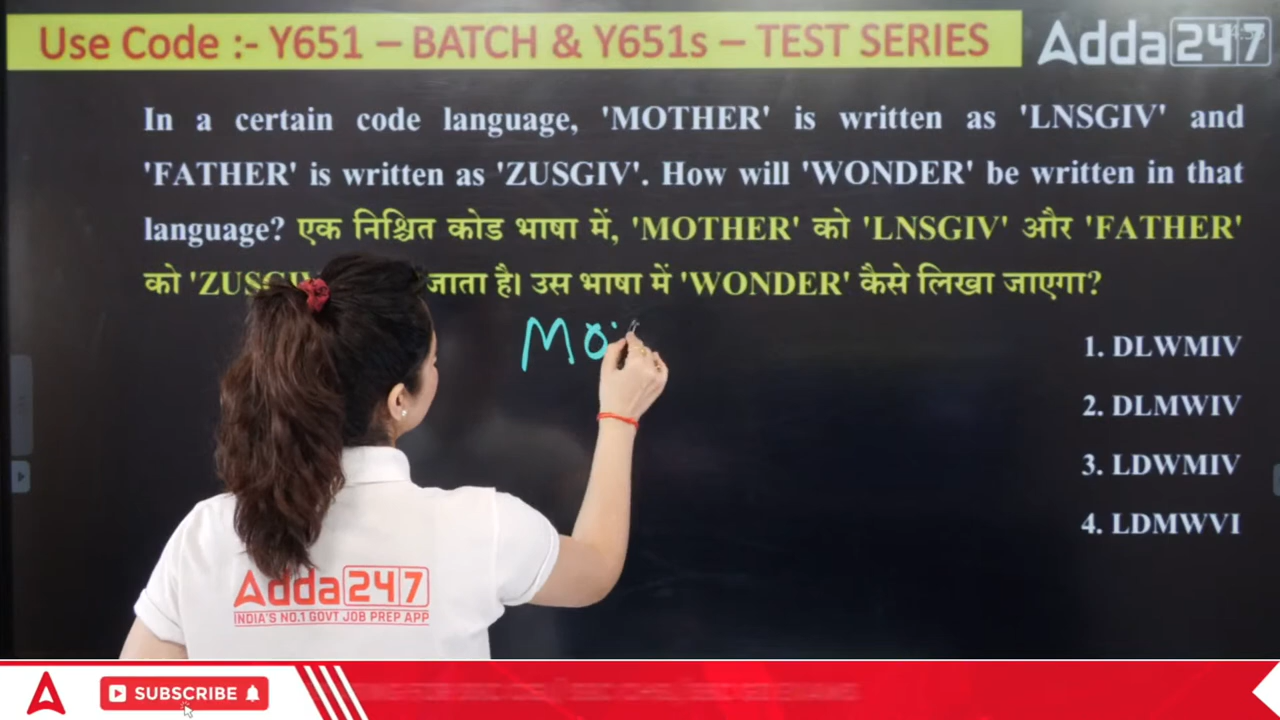 Use Code :- Y651 – BATCH & Y651s – TEST SERIES
Adda247
In a certain code language, 'MOTHER' is written as 'LNSGIV' and
'FATHER' is written as 'ZUSGIV'. How will 'WONDER' be written in that
language? एक निश्चित कोड भाषा में, 'MOTHER' को 'LNSGIV' और 'FATHER'
को जाता है। उस भाषा में 'WONDER' कैसे लिखा जाएगा?
MO
1. DLWMIV
2. DLMWIV
3. LDWMIV
4. LDMWVI
Adda247
INDIA'S NO.1 GOVT JOB PREP APP
SUBSCRIBE